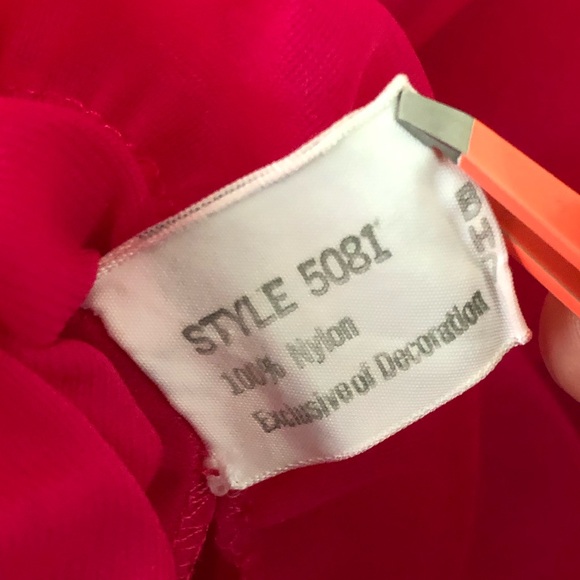 STYLE 5081
100% Nylon
Exclusive of Decoration